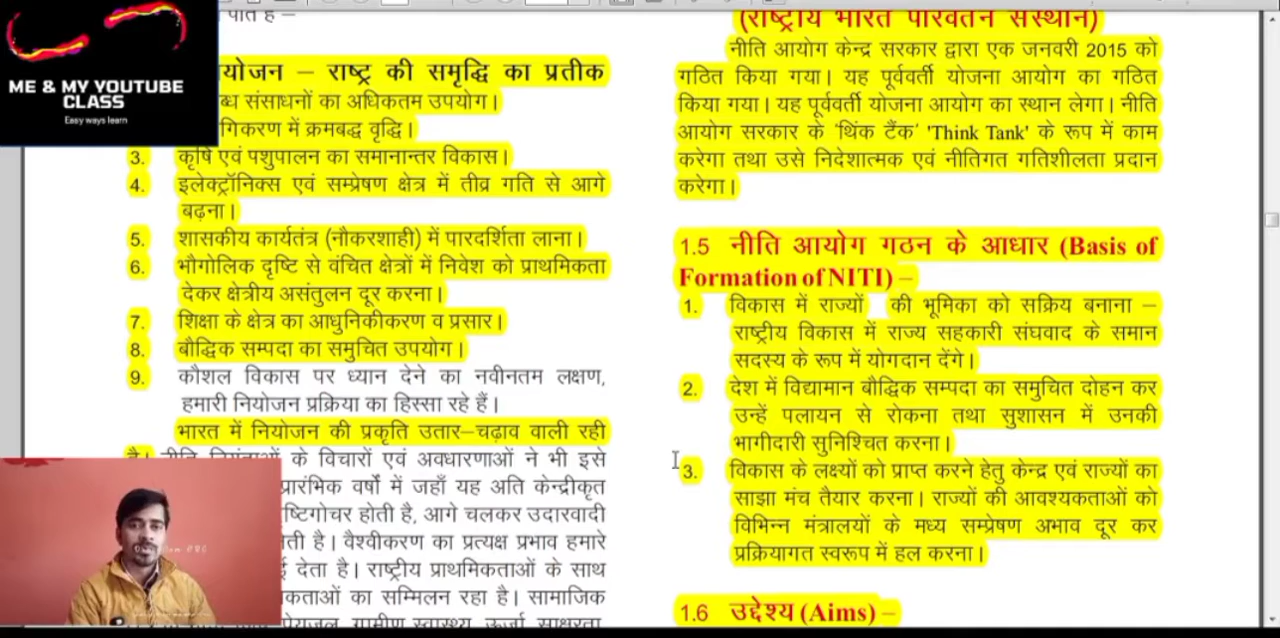 ME & MY YOUTUBE
CLASS
Easy ways learn
पाते है –
योजन – राष्ट्र की समृद्धि का प्रतीक
ब्ध संसाधनों का अधिकतम उपयोग।
गिकरण में क्रमबद्ध वृद्धि।
3. कृषि एवं पशुपालन का समानान्तर विकास।
4. इलेक्ट्रॉनिक्स एवं सम्प्रेषण क्षेत्र में तीव्र गति से आगे
बढ़ना।
5. शासकीय कार्यतंत्र (नौकरशाही) में पारदर्शिता लाना।
6. भौगोलिक दृष्टि से वंचित क्षेत्रों में निवेश को प्राथमिकता
देकर क्षेत्रीय असंतुलन दूर करना।
7. शिक्षा के क्षेत्र का आधुनिकीकरण व प्रसार।
8. बौद्धिक सम्पदा का समुचित उपयोग।
9. कौशल विकास पर ध्यान देने का नवीनतम लक्षण,
हमारी नियोजन प्रक्रिया का हिस्सा रहे हैं।
भारत में नियोजन की प्रकृति उतार–चढ़ाव वाली रही
है। नीति नियंताओं के विचारों एवं अवधारणाओं ने भी इसे
प्रारंभिक वर्षो में जहाँ यह अति केन्द्रीकृत
ष्टिगोचर होती है, आगे चलकर उदारवादी
ती है। वैश्वीकरण का प्रत्यक्ष प्रभाव हमारे
ई देता है। राष्ट्रीय प्राथमिकताओं के साथ
कताओं का सम्मिलन रहा है। सामाजिक
पेयजल, ग्रामीण स्वास्थ्य, ऊर्जा, साक्षरता,
(राष्ट्रीय भारत परिवर्तन संस्थान)
नीति आयोग केन्द्र सरकार द्वारा एक जनवरी 2015 को
गठित किया गया। यह पूर्ववर्ती योजना आयोग का गठित
किया गया। यह पूर्ववर्ती योजना आयोग का स्थान लेगा। नीति
आयोग सरकार के 'थिंक टैंक' 'Think Tank' के रूप में काम
करेगा तथा उसे निदेशात्मक एवं नीतिगत गतिशीलता प्रदान
करेगा।
1.5 नीति आयोग गठन के आधार (Basis of
Formation of NITI) –
1. विकास में राज्यों की भूमिका को सक्रिय बनाना –
राष्ट्रीय विकास में राज्य सहकारी संघवाद के समान
सदस्य के रूप में योगदान देंगे।
2. देश में विद्यामान बौद्धिक सम्पदा का समुचित दोहन कर
उन्हें पलायन से रोकना तथा सुशासन में उनकी
भागीदारी सुनिश्चित करना।
3. विकास के लक्ष्यों को प्राप्त करने हेतु केन्द्र एवं राज्यों का
साझा मंच तैयार करना। राज्यों की आवश्यकताओं को
विभिन्न मंत्रालयों के मध्य सम्प्रेषण अभाव दूर कर
प्रक्रियागत स्वरूप में हल करना।
1.6 उद्देश्य (Aims) –